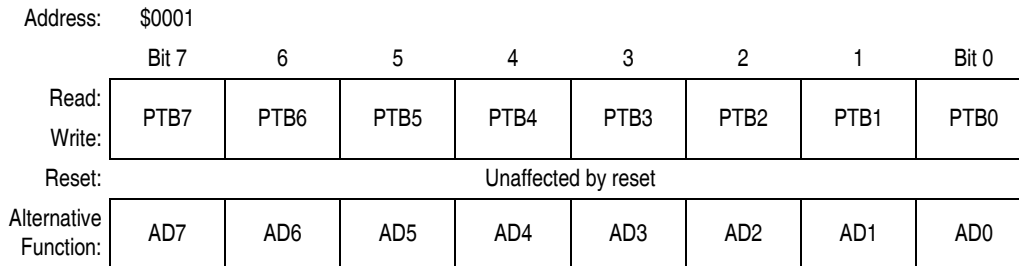 Address: $0001
Bit 7 6 5 4 3 2 1 Bit 0
Read:
PTB7 PTB6 PTB5 PTB4 PTB3 PTB2 PTB1 PTB0
Write:
Reset: Unaffected by reset
Alternative
Function: AD7 AD6 AD5 AD4 AD3 AD2 AD1 AD0